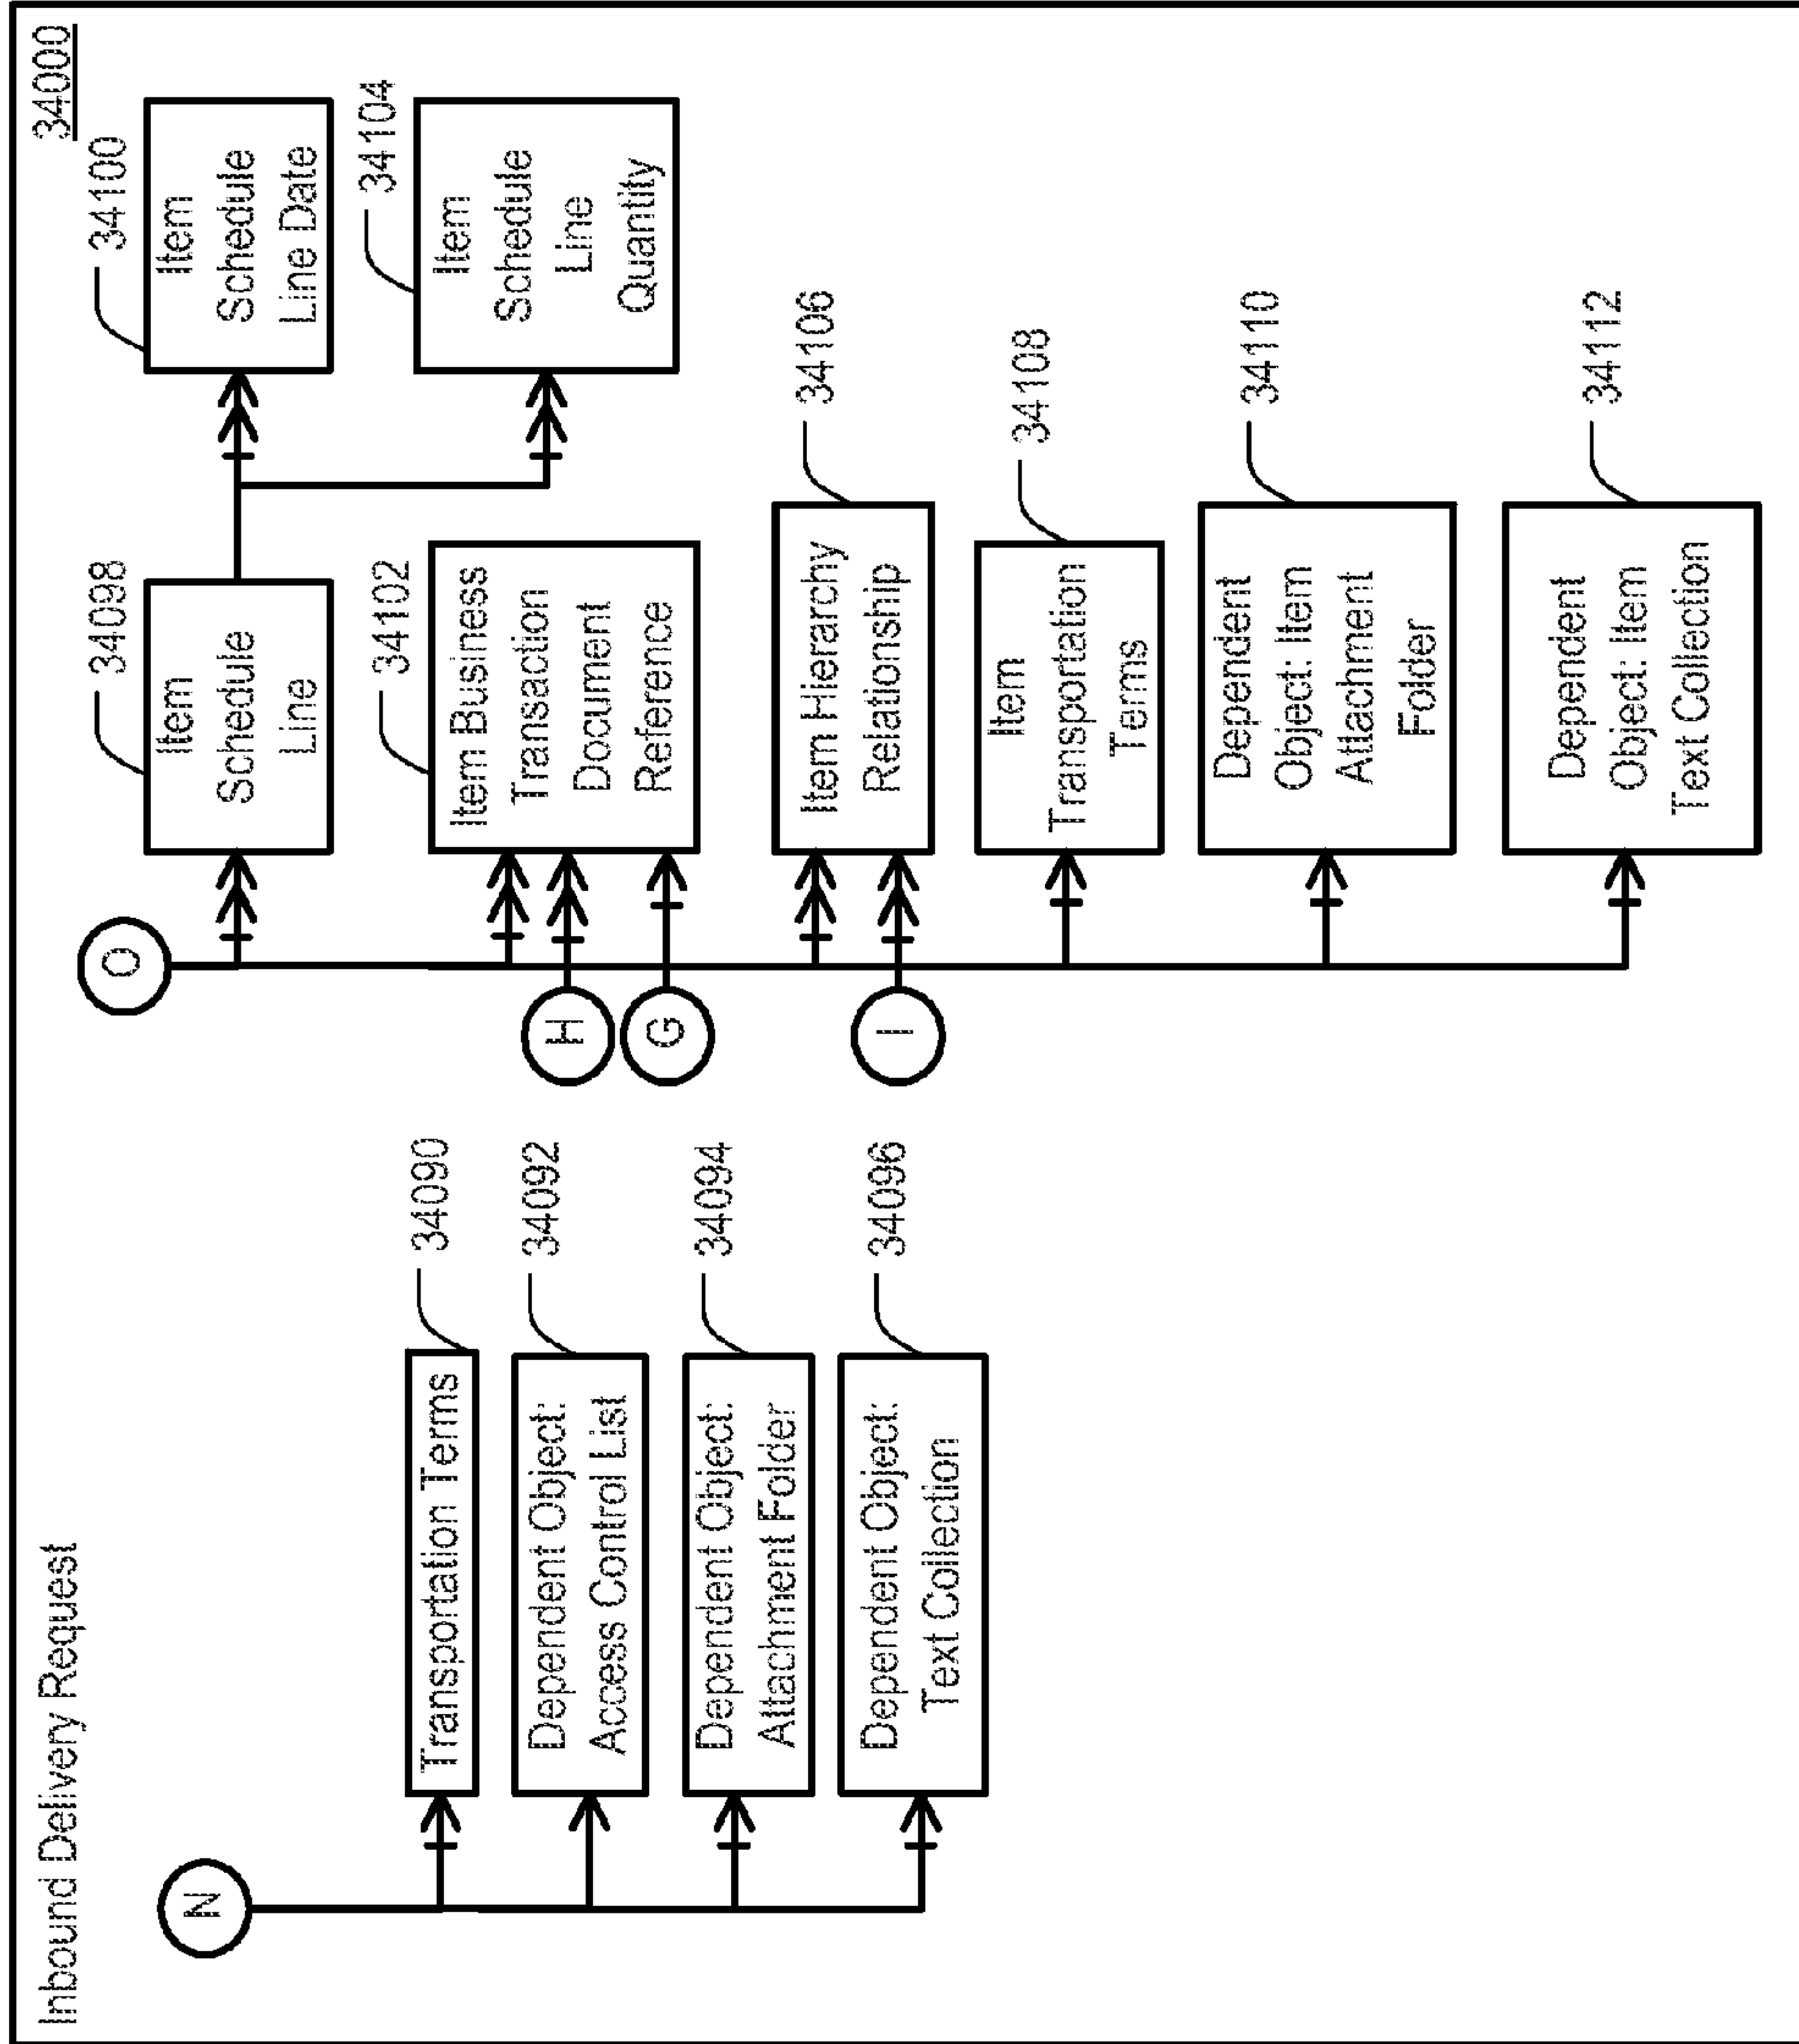 Inbound Delivery Request
34000
N
Transportation Terms
34090
Dependent Object:
Access Control List
34092
Dependent Object:
Attachment Folder
34094
Dependent Object:
Text Collection
34096
O
Item
Schedule
Line
34098
Item
Schedule
Line Date
34100
Item Business
Transaction
Document
Reference
34102
Item
Schedule
Line
Quantity
34104
H
G
Item Hierarchy
Relationship
34106
I
Item
Transportation
Terms
34108
Dependent
Object: Item
Attachment
Folder
34110
Dependent
Object: Item
Text Collection
34112